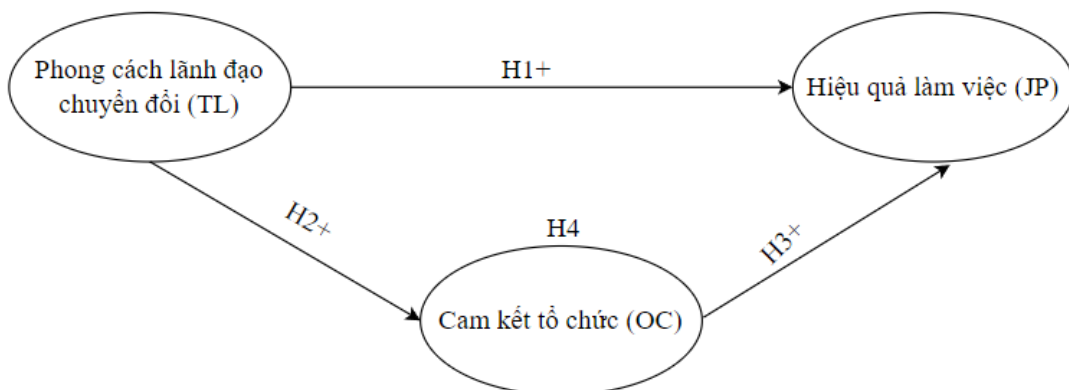 Phong cách lãnh đạo
chuyển đổi (TL)
H1+
Hiệu quả làm việc (JP)
H2+
H4
H3+
Cam kết tổ chức (OC)